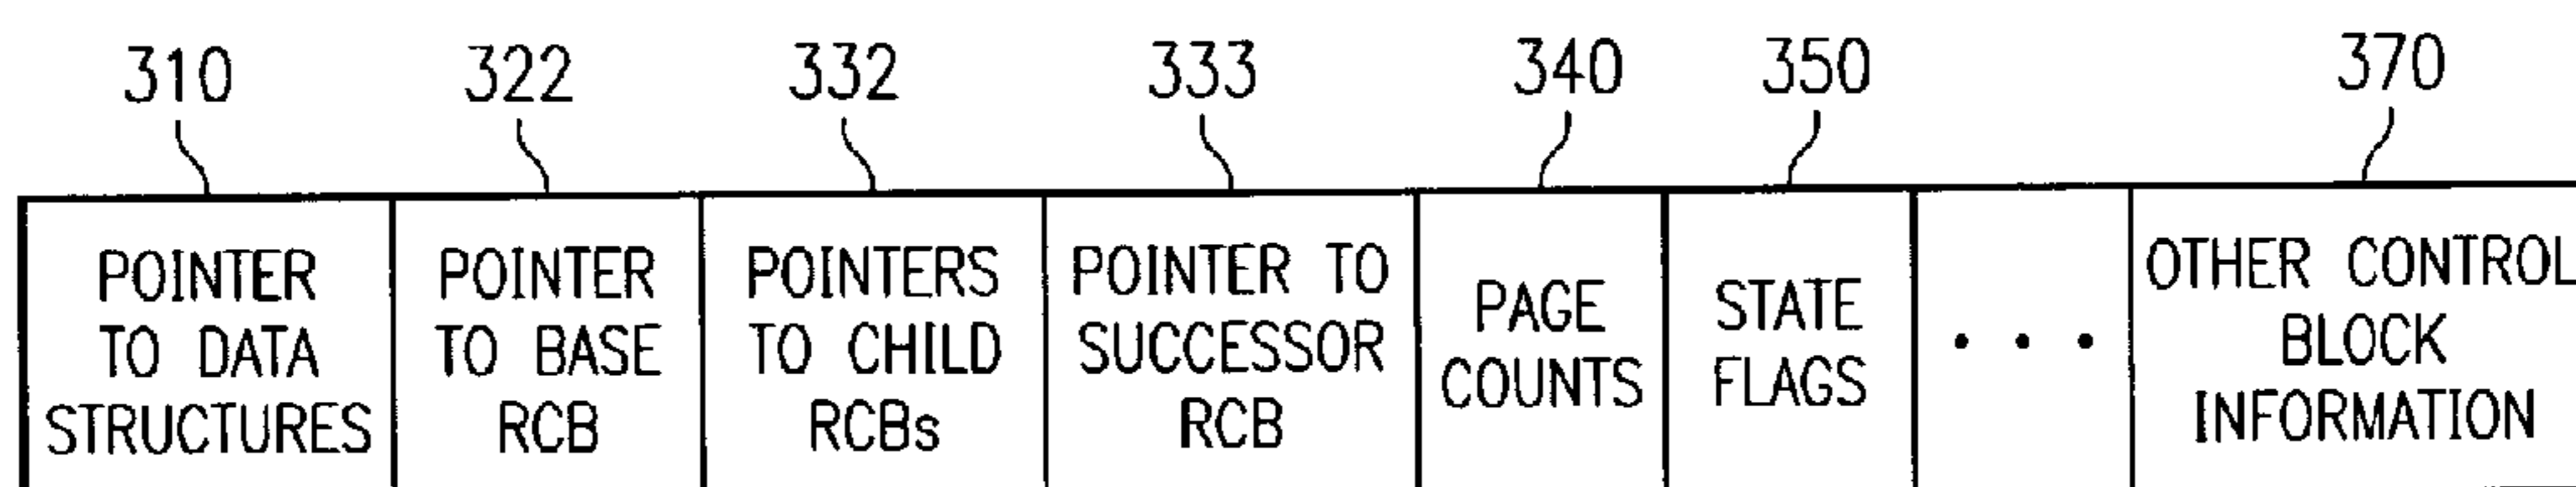 310 322 332 333 340 350 370
POINTER
TO DATA
STRUCTURES
POINTER
TO BASE
RCB
POINTERS
TO CHILD
RCBs
POINTER TO
SUCCESSOR
RCB
PAGE
COUNTS
STATE
FLAGS
• • •
OTHER CONTROL
BLOCK
INFORMATION